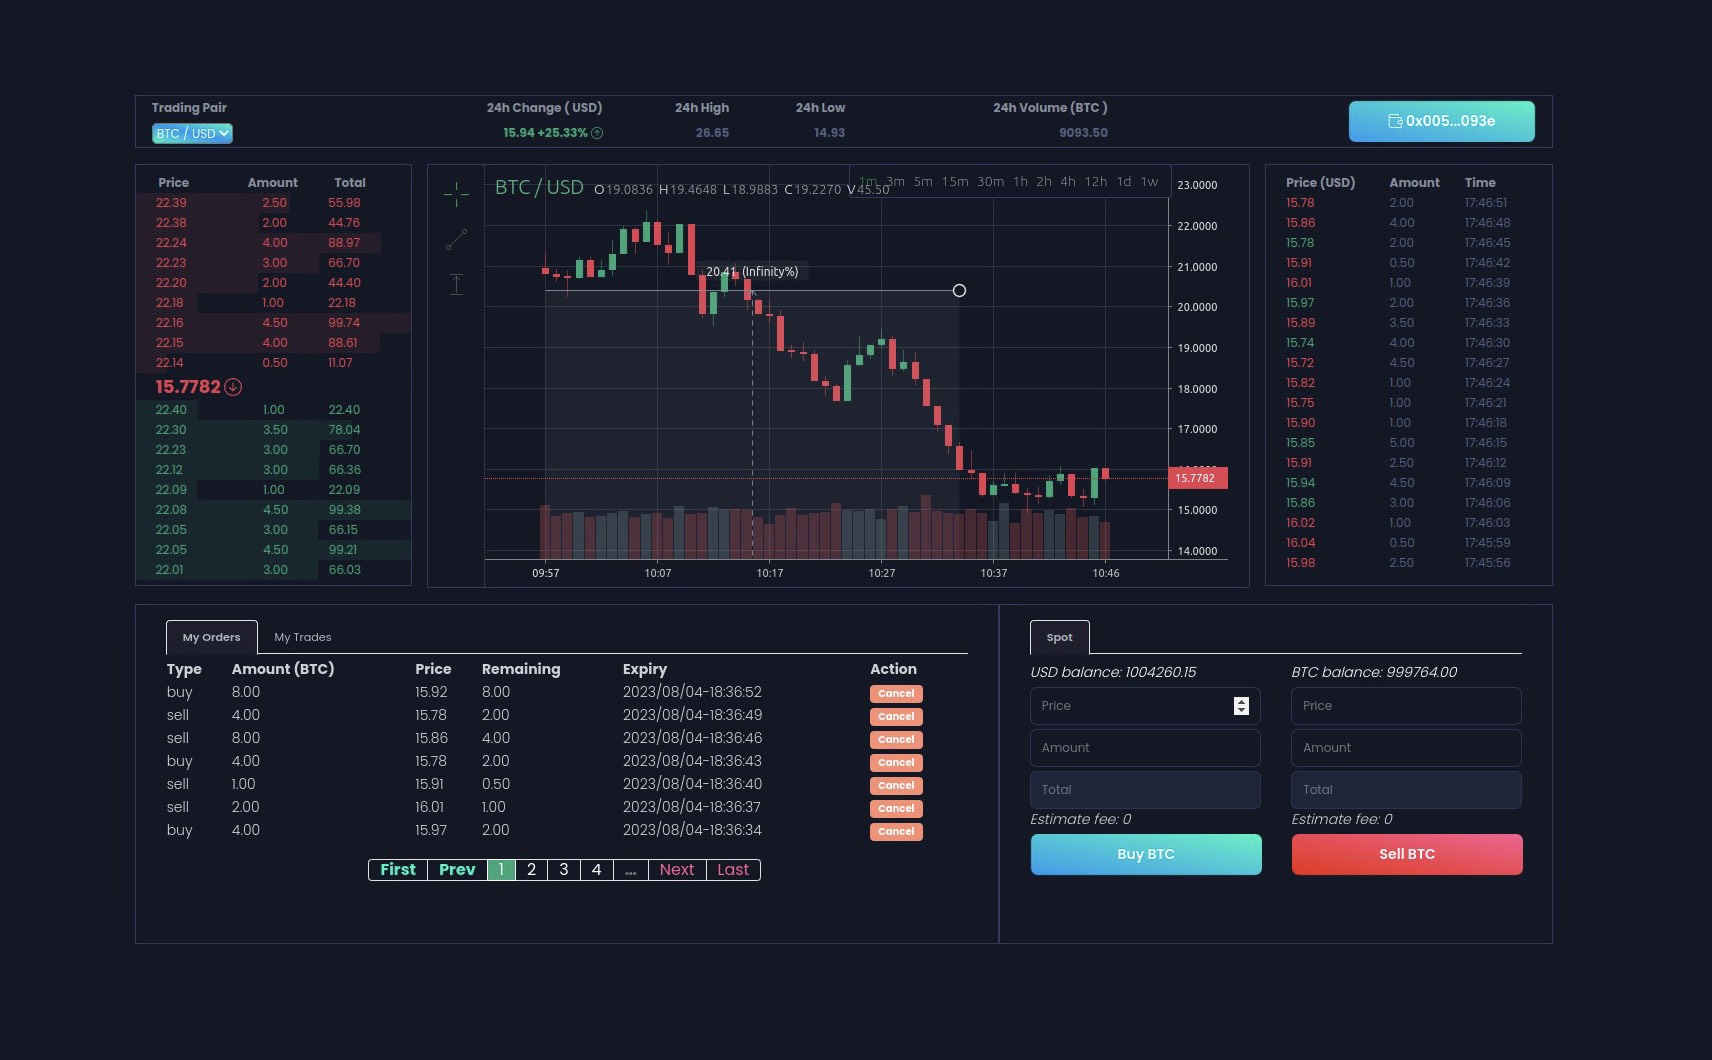 Trading Pair 24h Change ( USD) 24h High 24h Low 24h Volume (BTC )
BTC / USD 15.94 +25.33% 26.65 14.93 9093.50 0x005...093e
Price Amount Total
22.39 2.50 55.98
22.38 2.00 44.76
22.24 4.00 88.97
22.23 3.00 66.70
22.20 2.00 44.40
22.18 1.00 22.18
22.16 4.50 99.74
22.15 4.00 88.61
22.14 0.50 11.07
15.7782
22.40 1.00 22.40
22.30 3.50 78.04
22.23 3.00 66.70
22.12 3.00 66.36
22.09 1.00 22.09
22.08 4.50 99.38
22.05 3.00 66.15
22.05 4.50 99.21
22.01 3.00 66.03
1m 3m 5m 15m 30m 1h 2h 4h 12h 1d 1w
BTC / USD O19.0836 H19.4648 L18.9883 C19.2270 V45.50
20.41 (Infinity%)
23.0000
22.0000
21.0000
20.0000
19.0000
18.0000
17.0000
15.7782
15.0000
14.0000
09:57 10:07 10:17 10:27 10:37 10:46
Price (USD) Amount Time
15.78 2.00 17:46:51
15.86 4.00 17:46:48
15.78 2.00 17:46:45
15.91 0.50 17:46:42
16.01 1.00 17:46:39
15.97 2.00 17:46:36
15.89 3.50 17:46:33
15.74 4.00 17:46:30
15.72 4.50 17:46:27
15.82 1.00 17:46:24
15.75 1.00 17:46:21
15.90 1.00 17:46:18
15.85 5.00 17:46:15
15.91 2.50 17:46:12
15.94 4.50 17:46:09
15.86 3.00 17:46:06
16.02 1.00 17:46:03
16.04 0.50 17:45:59
15.98 2.50 17:45:56
My Orders My Trades
Type Amount (BTC) Price Remaining Expiry Action
buy 8.00 15.92 8.00 2023/08/04-18:36:52 Cancel
sell 4.00 15.78 2.00 2023/08/04-18:36:49 Cancel
sell 8.00 15.86 4.00 2023/08/04-18:36:46 Cancel
buy 4.00 15.78 2.00 2023/08/04-18:36:43 Cancel
sell 1.00 15.91 0.50 2023/08/04-18:36:40 Cancel
sell 2.00 16.01 1.00 2023/08/04-18:36:37 Cancel
buy 4.00 15.97 2.00 2023/08/04-18:36:34 Cancel
First Prev 1 2 3 4 ... Next Last
Spot
USD balance: 1004260.15 BTC balance: 999764.00
Price Price
Amount Amount
Total Total
Estimate fee: 0 Estimate fee: 0
Buy BTC Sell BTC